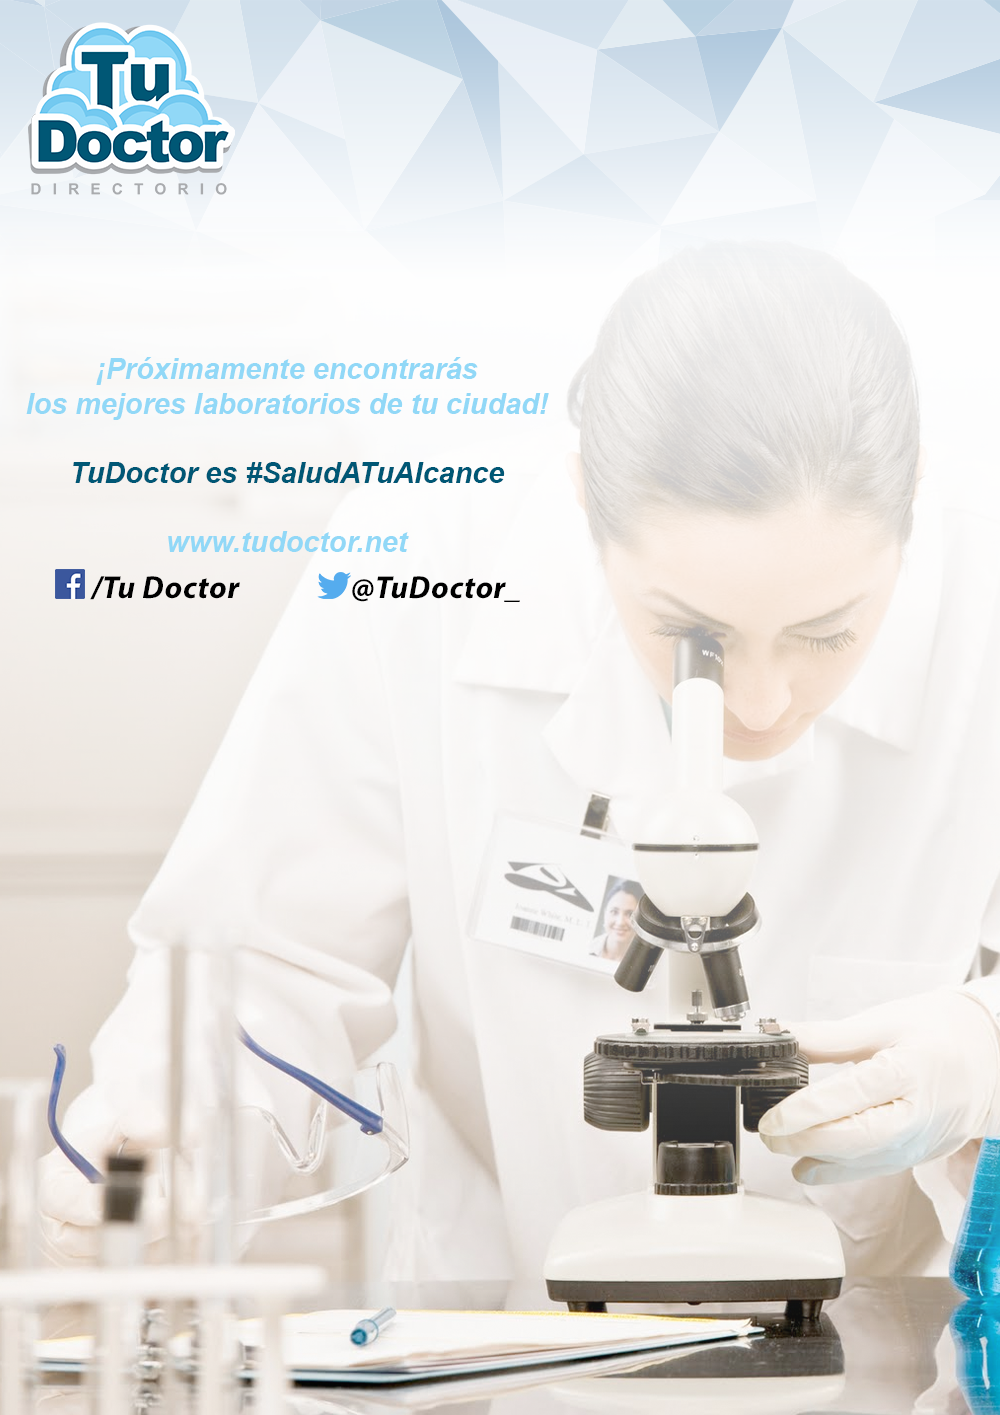 Tu
Doctor
DIRECTORIO
¡Próximamente encontrarás
los mejores laboratorios de tu ciudad!
TuDoctor es #SaludATuAlcance
www.tudoctor.net
/Tu Doctor
@TuDoctor_